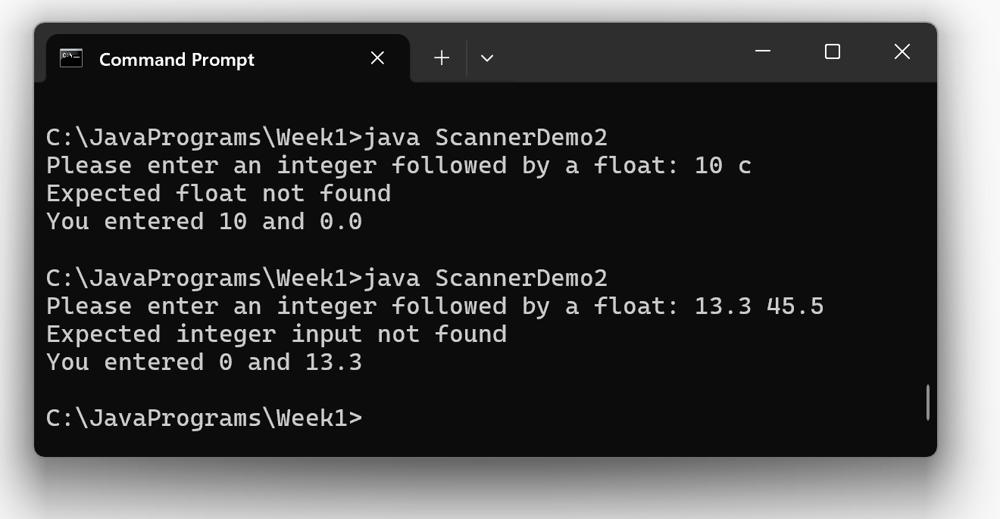 Command Prompt
C:\JavaPrograms\Week1>java ScannerDemo2
Please enter an integer followed by a float: 10 c
Expected float not found
You entered 10 and 0.0
C:\JavaPrograms\Week1>java ScannerDemo2
Please enter an integer followed by a float: 13.3 45.5
Expected integer input not found
You entered 0 and 13.3
C:\JavaPrograms\Week1>